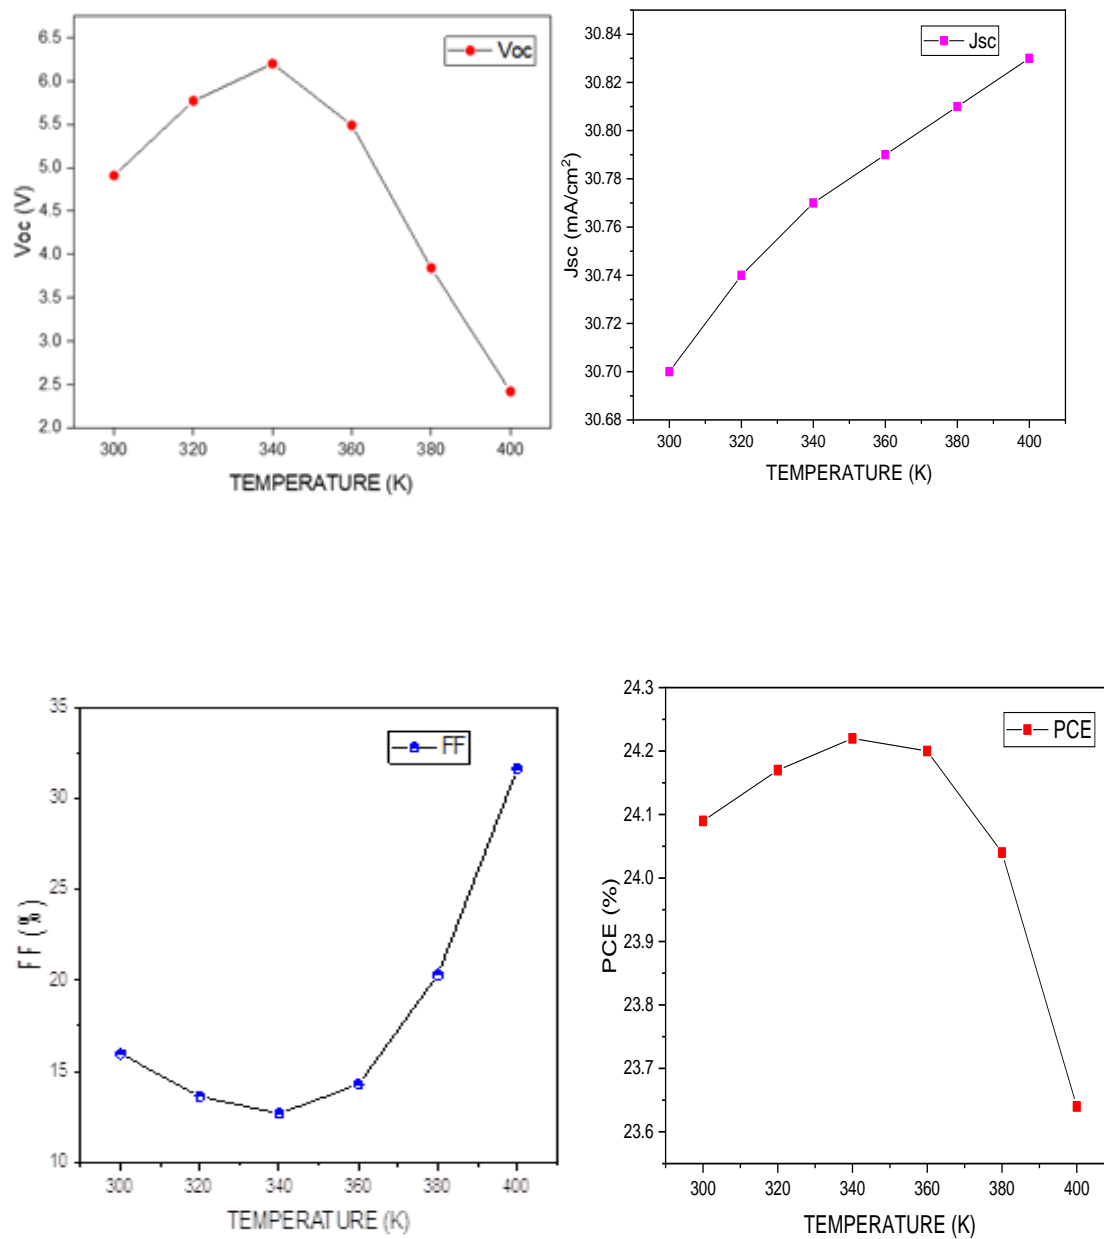 Voc
6.5
6.0
5.5
5.0
4.5
4.0
3.5
3.0
2.5
2.0
Voc (V)
300 320 340 360 380 400
TEMPERATURE (K)
Jsc
30.84
30.82
30.80
30.78
30.76
30.74
30.72
30.70
30.68
Jsc (mA/cm²)
300 320 340 360 380 400
TEMPERATURE (K)
FF
35
30
25
20
15
10
FF (%)
300 320 340 360 380 400
TEMPERATURE (K)
PCE
24.3
24.2
24.1
24.0
23.9
23.8
23.7
23.6
PCE (%)
300 320 340 360 380 400
TEMPERATURE (K)